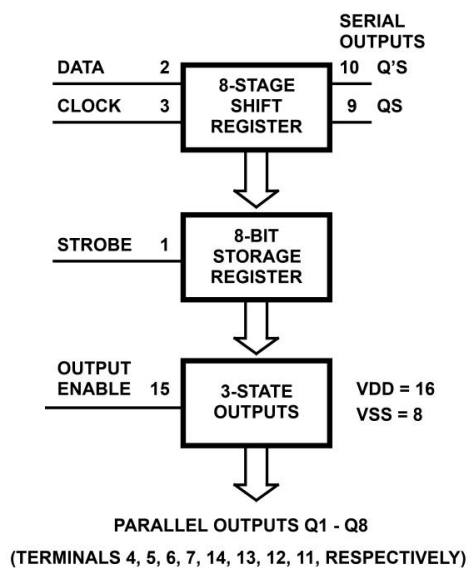 SERIAL
OUTPUTS
DATA 2
8-STAGE
SHIFT
REGISTER
10 Q'S
CLOCK 3
9 QS
STROBE 1
8-BIT
STORAGE
REGISTER
OUTPUT
ENABLE 15
3-STATE
OUTPUTS
VDD = 16
VSS = 8
PARALLEL OUTPUTS Q1 - Q8
(TERMINALS 4, 5, 6, 7, 14, 13, 12, 11, RESPECTIVELY)